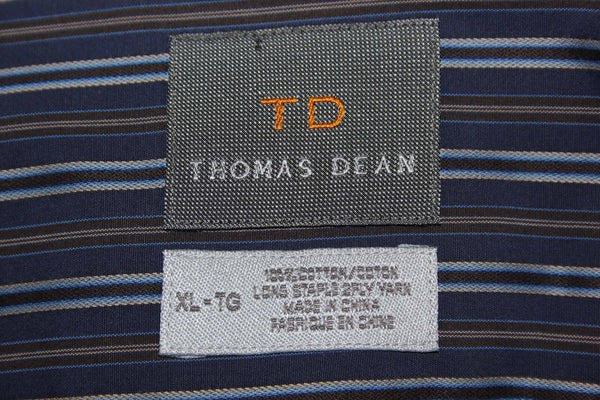 TD
THOMAS DEAN
XL-TG
100% COTTON/COTON
LONG STAPLE 2PLY YARN
MADE IN CHINA
FABRIQUE EN CHINE